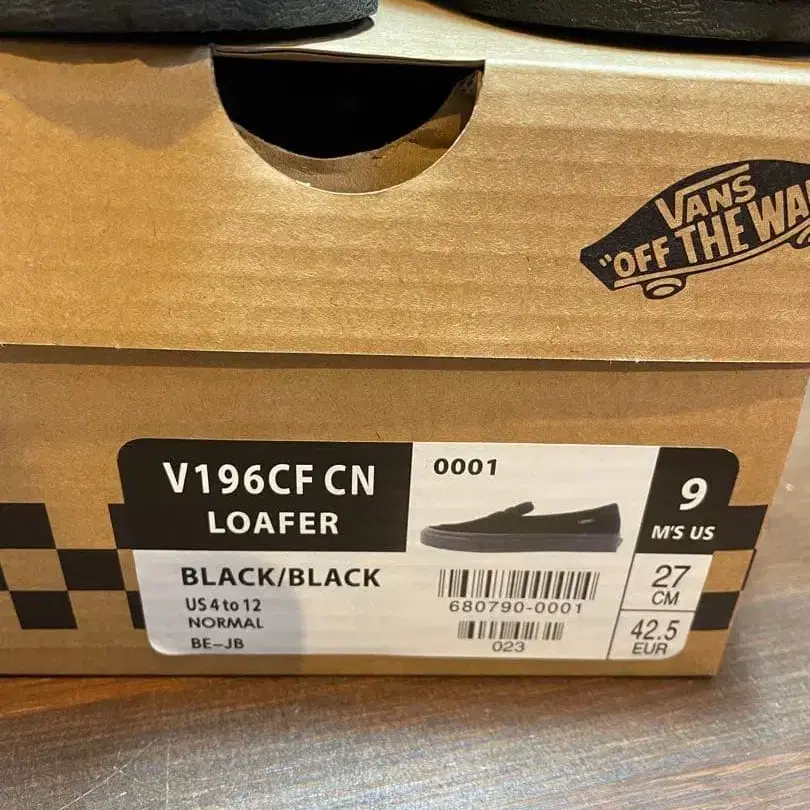 VANS
"OFF THE WA
V196CF CN
LOAFER
0001
9
M'S US
BLACK/BLACK
US 4 to 12
NORMAL
BE-JB
680790-0001
023
27
CM
42.5
EUR